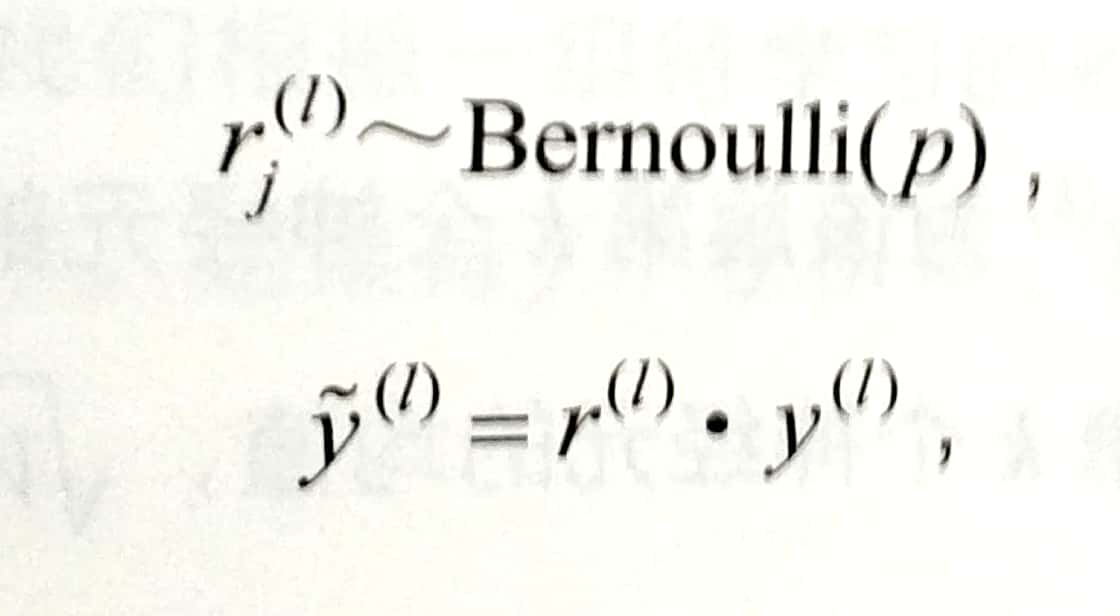 r_j^{(l)} ~ Bernoulli(p) ,
ỹ^{(l)} = r^{(l)} • y^{(l)} ,